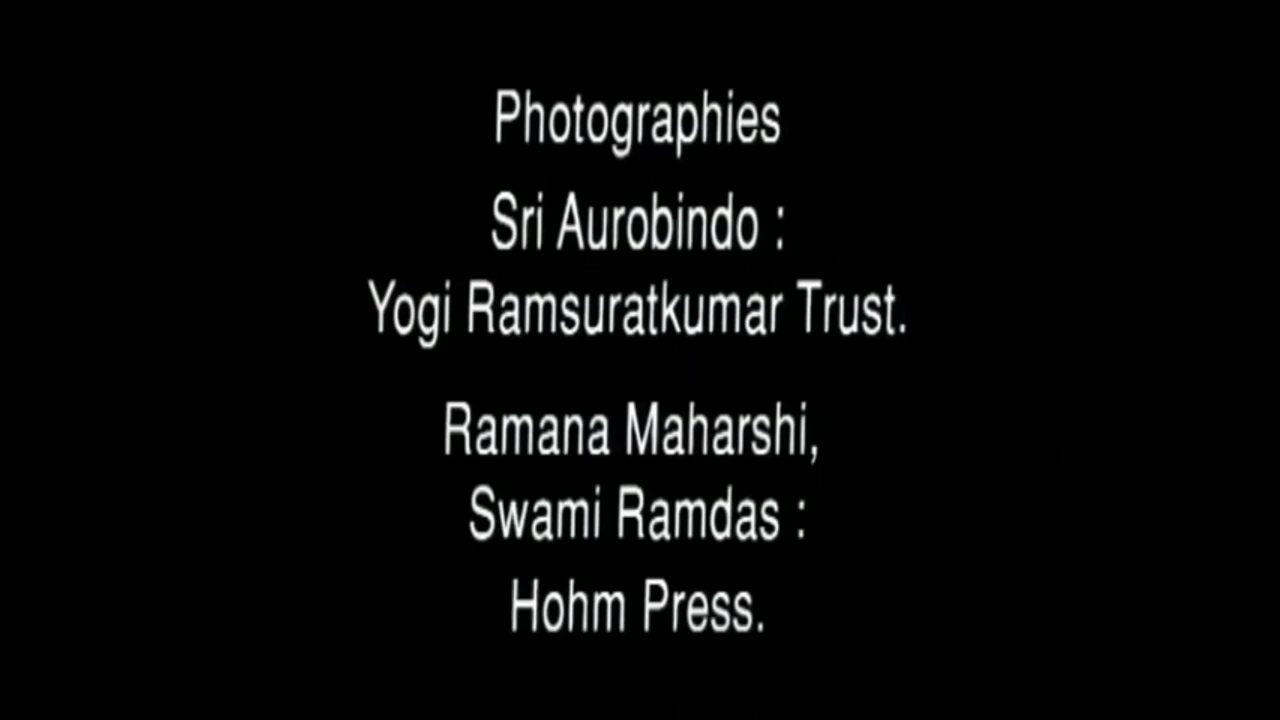 Photographies
Sri Aurobindo :
Yogi Ramsuratkumar Trust.
Ramana Maharshi,
Swami Ramdas :
Hohm Press.